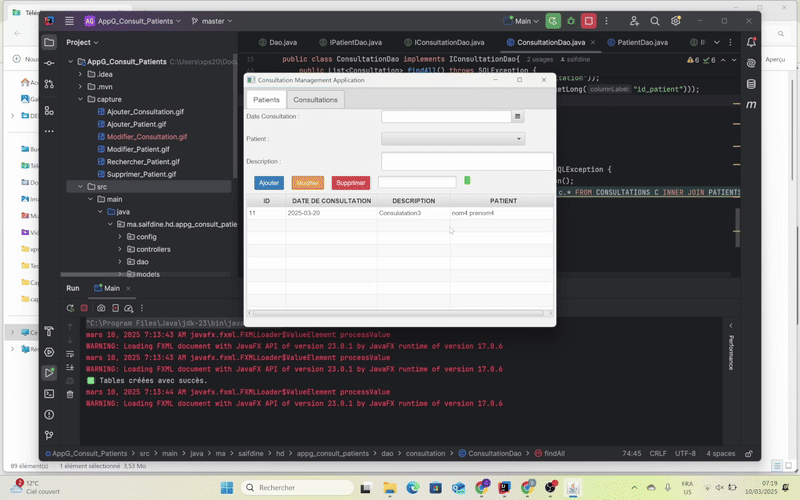 Téléc
AG AppG_Consult_Patients master Main
Project
Dao.java IPatientDao.java IConsultationDao.java ConsultationDao.java PatientDao.java
AppG_Consult_Patients C:\Users\xps20\Docu
.idea
.mvn
capture
Ajouter_Consultation.gif
Ajouter_Patient.gif
Modifier_Consultation.gif
Modifier_Patient.gif
Rechercher_Patient.gif
Supprimer_Patient.gif
src
main
java
ma.saifdine.hd.appg_consult_patie
config
controllers
dao
models
public class ConsultationDao implements IConsultationDao{ 2 usages saifdine
public List<Consultation> findAll() throws SQLException {
6 6
etLong( columnLabel: "id_patient")));
SQLException {
c.* FROM CONSULTATIONS C INNER JOIN PATIENTS
Aperçu
Consultation Management Application
Patients Consultations
Date Consultation :
Patient :
Description :
Ajouter Modifier Supprimer
ID DATE DE CONSULTATION DESCRIPTION PATIENT
11 2025-03-20 Consulatation3 nom4 prenom4
Run Main
"C:\Program Files\Java\jdk-23\bin\java
mars 10, 2025 7:13:43 AM javafx.fxml.FXMLLoader$ValueElement processValue
WARNING: Loading FXML document with JavaFX API of version 23.0.1 by JavaFX runtime of version 17.0.6
mars 10, 2025 7:13:43 AM javafx.fxml.FXMLLoader$ValueElement processValue
WARNING: Loading FXML document with JavaFX API of version 23.0.1 by JavaFX runtime of version 17.0.6
Tables créées avec succès.
mars 10, 2025 7:13:44 AM javafx.fxml.FXMLLoader$ValueElement processValue
WARNING: Loading FXML document with JavaFX API of version 23.0.1 by JavaFX runtime of version 17.0.6
Performance
AppG_Consult_Patients src main java ma saifdine hd appg_consult_patients dao consultation ConsultationDao findAll 74:45 CRLF UTF-8 4 spaces
89 élément(s) 1 élément sélectionné 3,53 Mo
12°C
Ciel couvert
Rechercher
FRA
US
07:19
10/03/2025